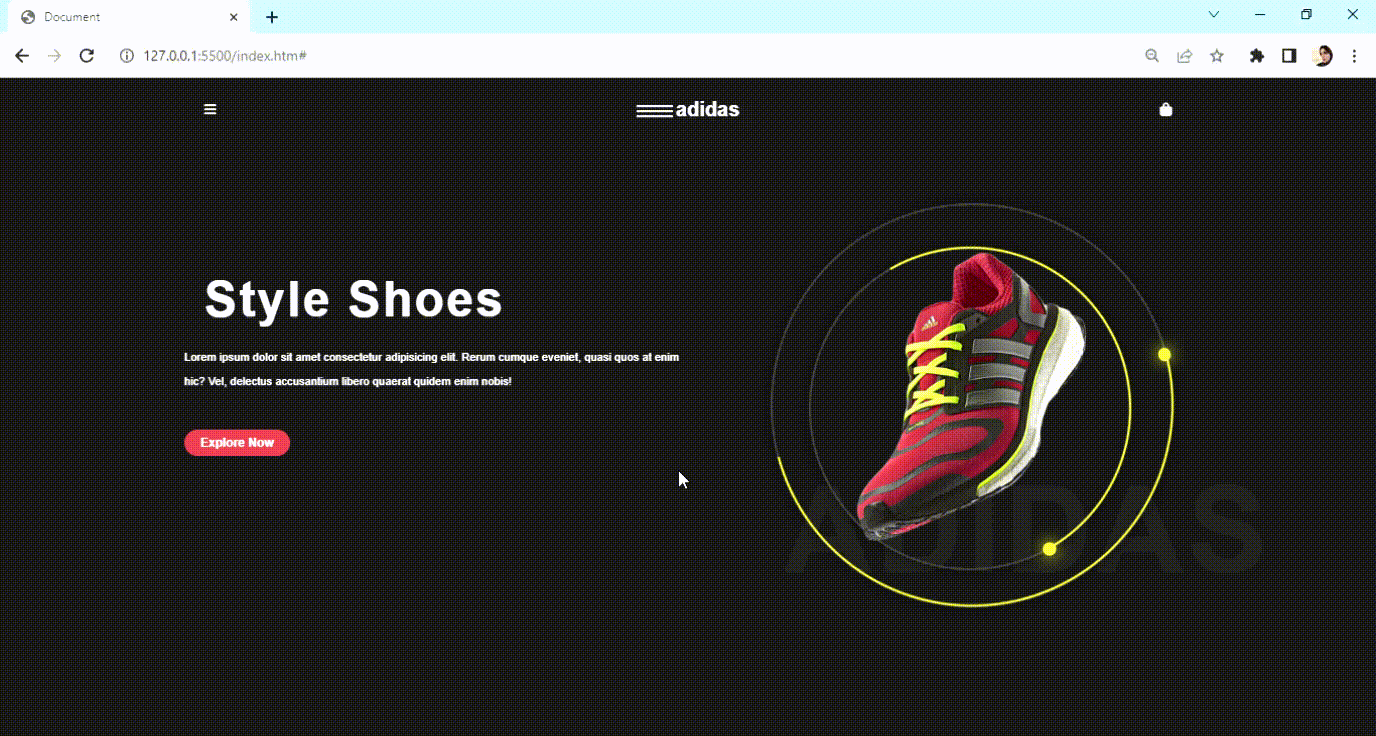 Document
127.0.0.1:5500/index.htm#
adidas
Style Shoes
Lorem ipsum dolor sit amet consectetur adipisicing elit. Rerum cumque eveniet, quasi quos at enim
hic? Vel, delectus accusantium libero quaerat quidem enim nobis!
Explore Now
ADIDAS